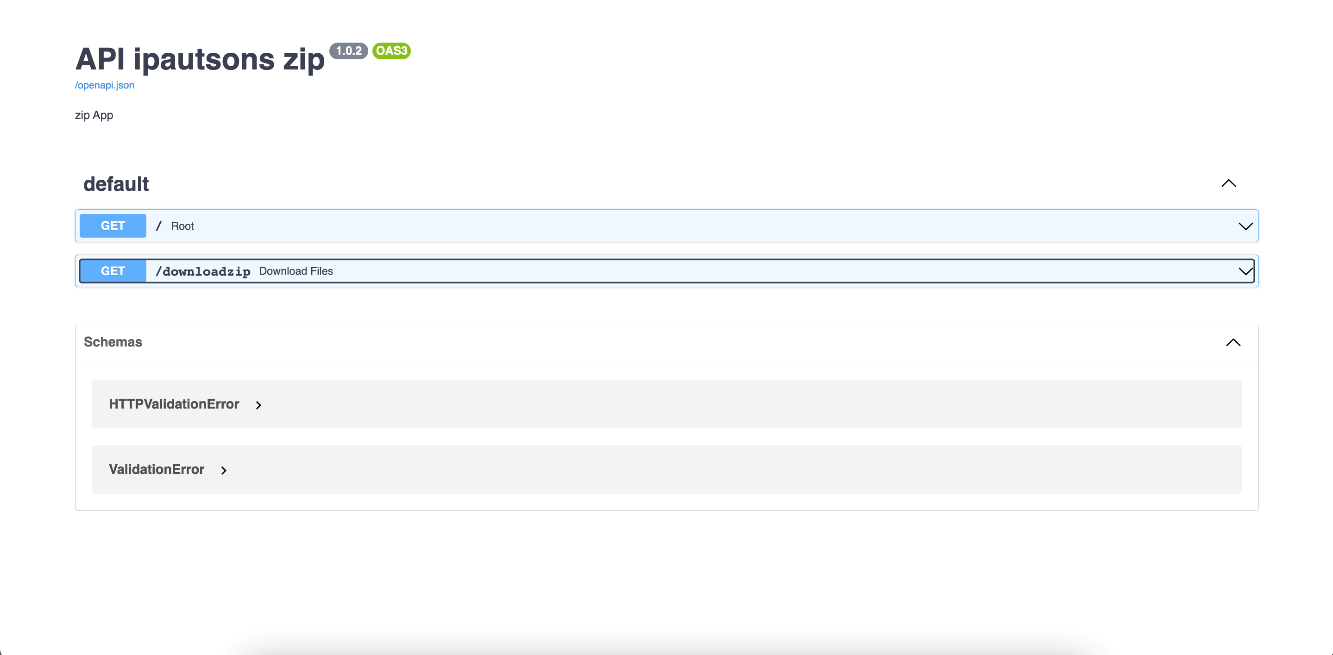 API ipautsons zip 1.0.2 OAS3
/openapi.json
zip App
default
GET / Root
GET /downloadzip Download Files
Schemas
HTTPValidationError
ValidationError